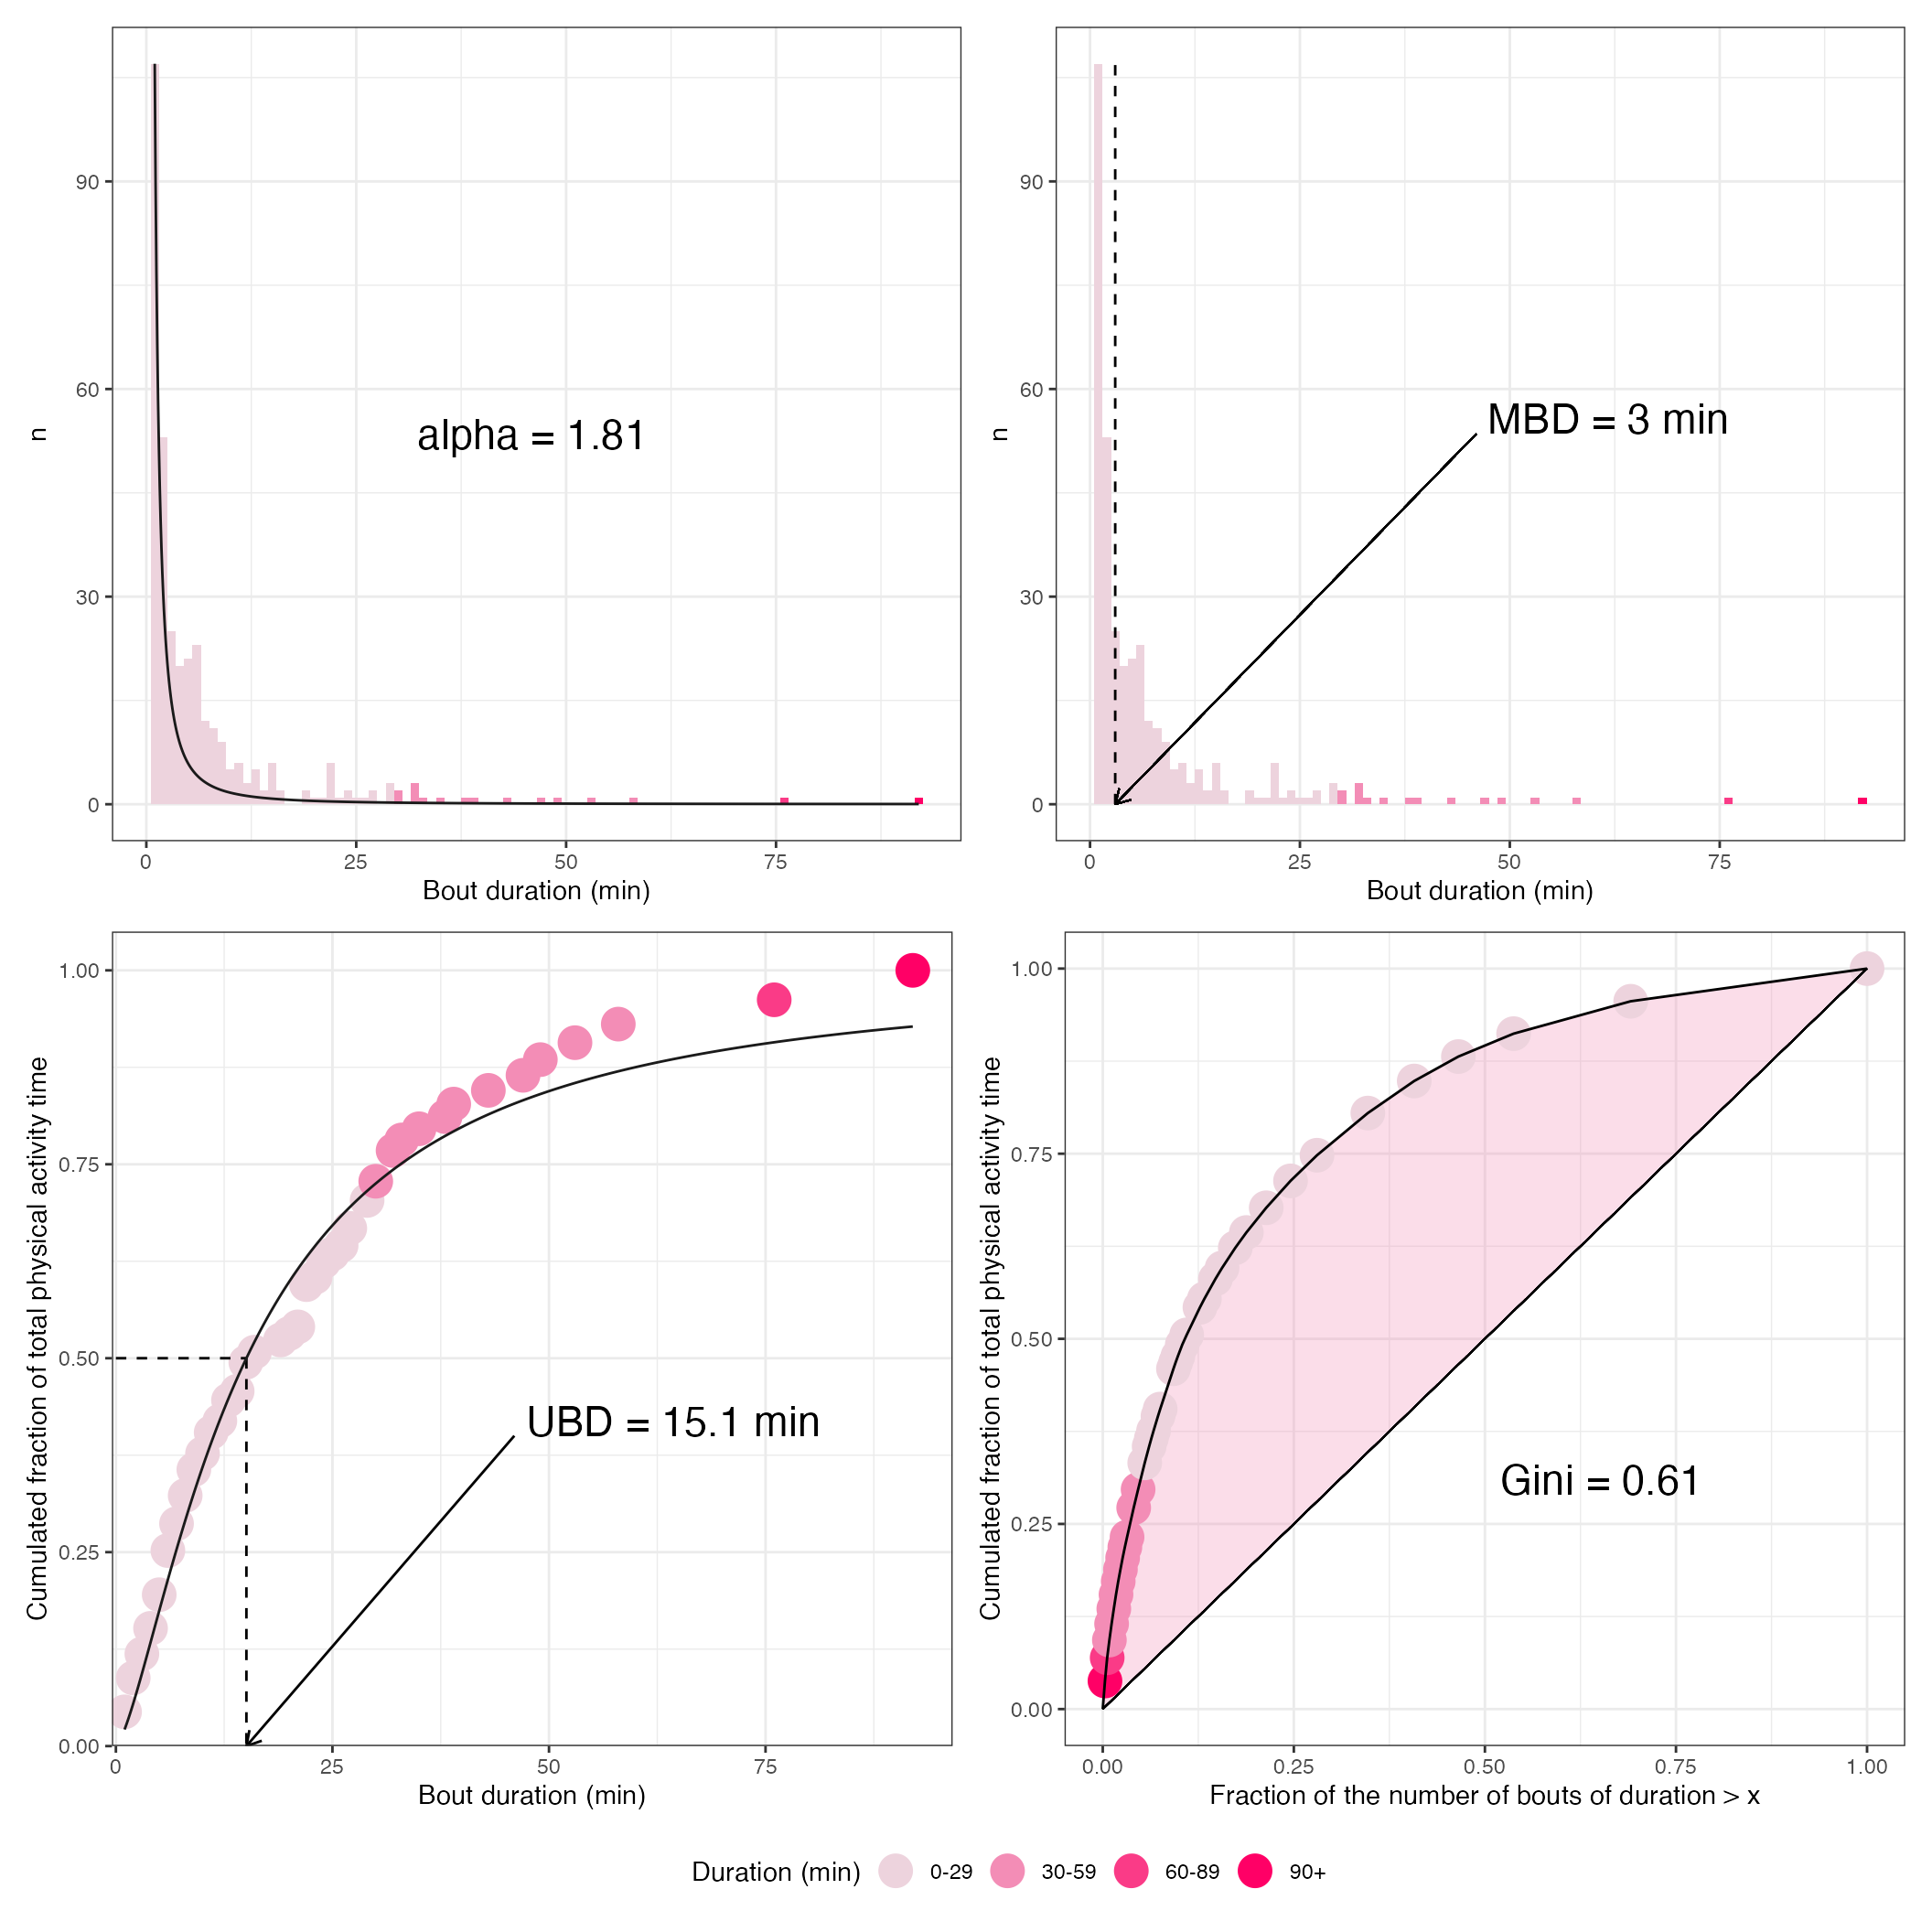 n
90
60
30
0
alpha = 1.81
0 25 50 75
Bout duration (min)
n
90
60
30
0
MBD = 3 min
0 25 50 75
Bout duration (min)
Cumulated fraction of total physical activity time
1.00
0.75
0.50
0.25
0.00
UBD = 15.1 min
0 25 50 75
Bout duration (min)
Cumulated fraction of total physical activity time
1.00
0.75
0.50
0.25
0.00
Gini = 0.61
0.00 0.25 0.50 0.75 1.00
Fraction of the number of bouts of duration > x
Duration (min) 0-29 30-59 60-89 90+